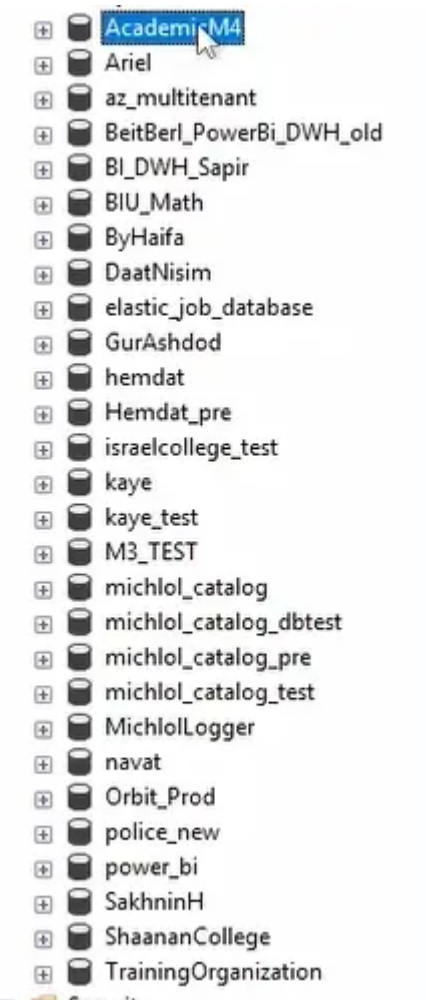 AcademicM4
Ariel
az_multitenant
BeitBerl_PowerBi_DWH_old
BI_DWH_Sapir
BIU_Math
ByHaifa
DaatNisim
elastic_job_database
GurAshdod
hemdat
Hemdat_pre
israelcollege_test
kaye
kaye_test
M3_TEST
michlol_catalog
michlol_catalog_dbtest
michlol_catalog_pre
michlol_catalog_test
MichlolLogger
navat
Orbit_Prod
police_new
power_bi
SakhninH
ShaananCollege
TrainingOrganization